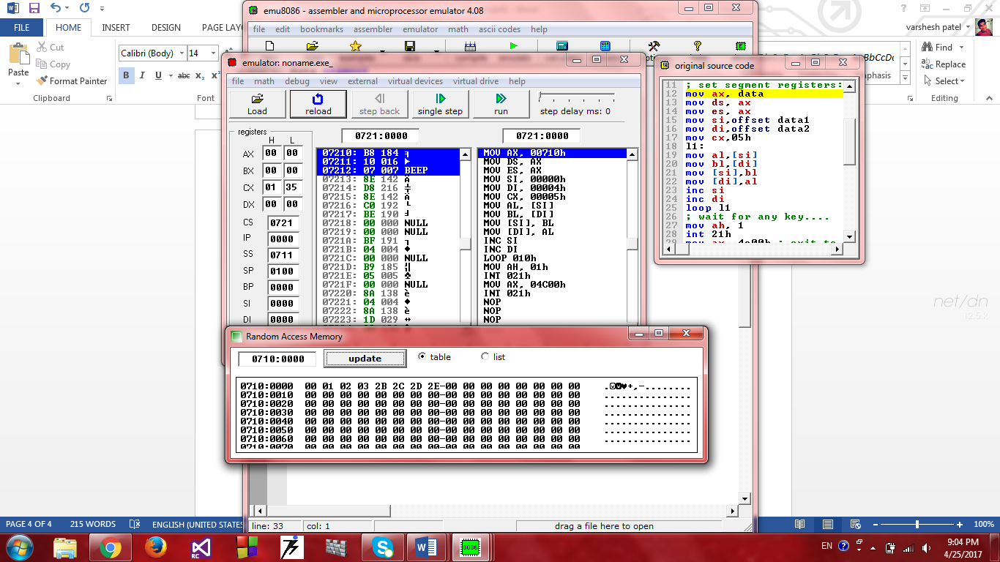 emu8086 - assembler and microprocessor emulator 4.08
FILE HOME INSERT DESIGN PAGE LAY
varshesh patel
file edit bookmarks assembler emulator math ascii codes help
Paste
Cut
Copy
Format Painter
Clipboard
Calibri (Body) 14
B I U abc x₂ x²
Font
Find
Replace
Select
Editing
emulator: noname.exe_
file math debug view external virtual devices virtual drive help
Load reload step back single step run step delay ms: 0
registers
H L
AX 00 00
BX 00 00
CX 01 35
DX 00 00
CS 0721
IP 0000
SS 0711
SP 0100
BP 0000
SI 0000
DI 0000
0721:0000
07210: B8 184 ╕
07211: 10 016 ►
07212: 07 007 BEEP
07213: 8E 142 Ä
07214: D8 216 ╪
07215: 8E 142 Ä
07216: C0 192 └
07217: BE 190 ╛
07218: 00 000 NULL
07219: 00 000 NULL
0721A: BF 191 ┐
0721B: 04 004 ♦
0721C: 00 000 NULL
0721D: B9 185 ╣
0721E: 05 005 ♣
0721F: 00 000 NULL
07220: 8A 138 è
07221: 04 004 ♦
07222: 8A 138 è
07223: 1D 029 ↔
0721:0000
MOV AX, 00710h
MOV DS, AX
MOV ES, AX
MOV SI, 00000h
MOV DI, 00004h
MOV CX, 00005h
MOV AL, [SI]
MOV BL, [DI]
MOV [SI], BL
MOV [DI], AL
INC SI
INC DI
LOOP 010h
MOV AH, 01h
INT 021h
MOV AX, 04C00h
INT 021h
NOP
NOP
NOP
original source code
11 ; set segment registers:
12 mov ax, data
13 mov ds, ax
14 mov es, ax
15 mov si,offset data1
16 mov di,offset data2
17 mov cx,05h
18 l1:
19 mov al,[si]
20 mov bl,[di]
21 mov [si],bl
22 mov [di],al
23 inc si
24 inc di
25 loop l1
26 ; wait for any key....
27 mov ah, 1
28 int 21h
29 mov ax, 4c00h ; exit to
Random Access Memory
0710:0000 update table list
0710:0000 00 01 02 03 2B 2C 2D 2E-00 00 00 00 00 00 00 00 .☺☻♥+,-.........
0710:0010 00 00 00 00 00 00 00 00-00 00 00 00 00 00 00 00 ................
0710:0020 00 00 00 00 00 00 00 00-00 00 00 00 00 00 00 00 ................
0710:0030 00 00 00 00 00 00 00 00-00 00 00 00 00 00 00 00 ................
0710:0040 00 00 00 00 00 00 00 00-00 00 00 00 00 00 00 00 ................
0710:0050 00 00 00 00 00 00 00 00-00 00 00 00 00 00 00 00 ................
0710:0060 00 00 00 00 00 00 00 00-00 00 00 00 00 00 00 00 ................
0710:0070 00 00 00 00 00 00 00 00-00 00 00 00 00 00 00 00
net/dn
12.5 k
line: 33 col: 1 drag a file here to open
PAGE 4 OF 4 215 WORDS ENGLISH (UNITED STATES 100%
8086
EN 9:04 PM
4/25/2017